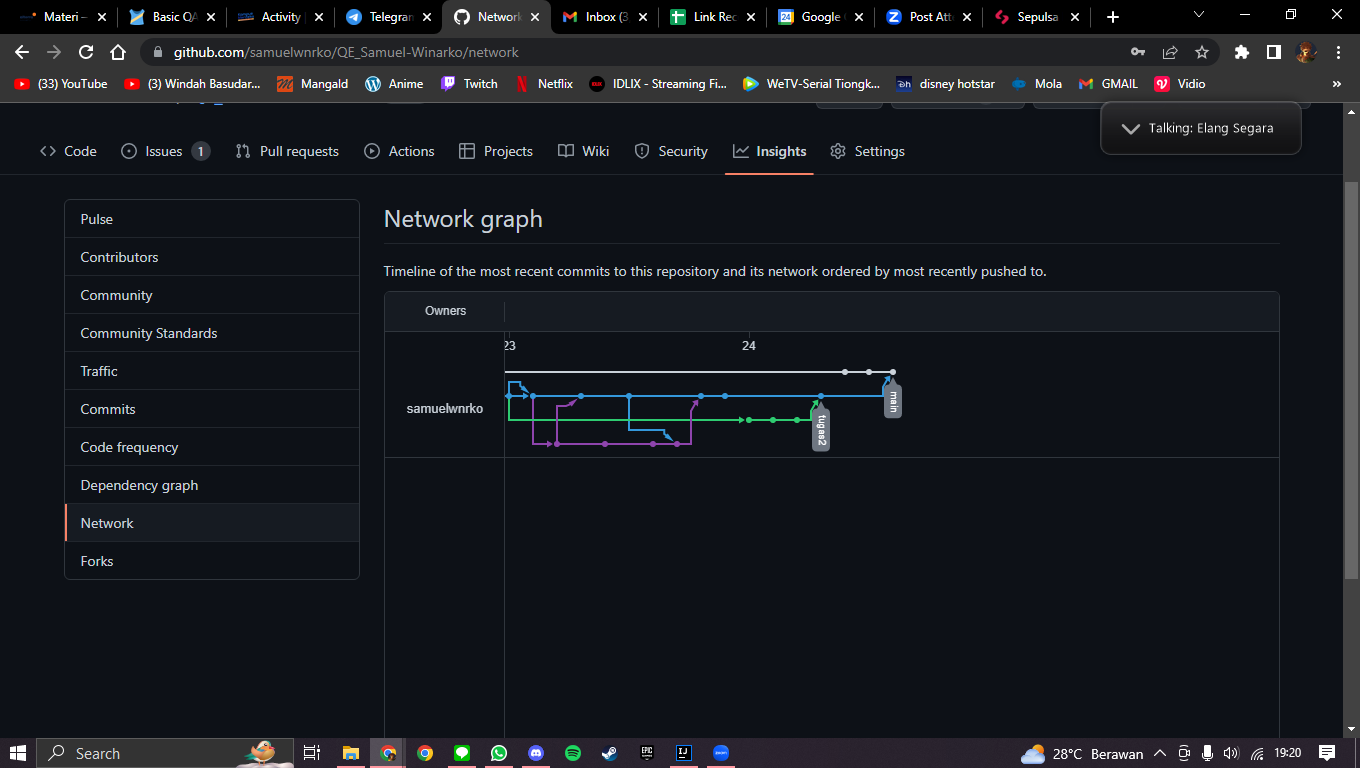 Materi –
Basic QA
Activity
Telegram
Network
Inbox (3
Link Rec
Google
Post Atte
Sepulsa
github.com/samuelwnrko/QE_Samuel-Winarko/network
(33) YouTube
(3) Windah Basudar...
Mangald
Anime
Twitch
Netflix
IDLIX - Streaming Fi...
WeTV-Serial Tiongk...
disney hotstar
Mola
GMAIL
Vidio
»
Talking: Elang Segara
Code
Issues 1
Pull requests
Actions
Projects
Wiki
Security
Insights
Settings
Pulse
Contributors
Community
Community Standards
Traffic
Commits
Code frequency
Dependency graph
Network
Forks
Network graph
Timeline of the most recent commits to this repository and its network ordered by most recently pushed to.
Owners
23
24
samuelwnrko
main
tugas2
Search
28°C Berawan
19:20